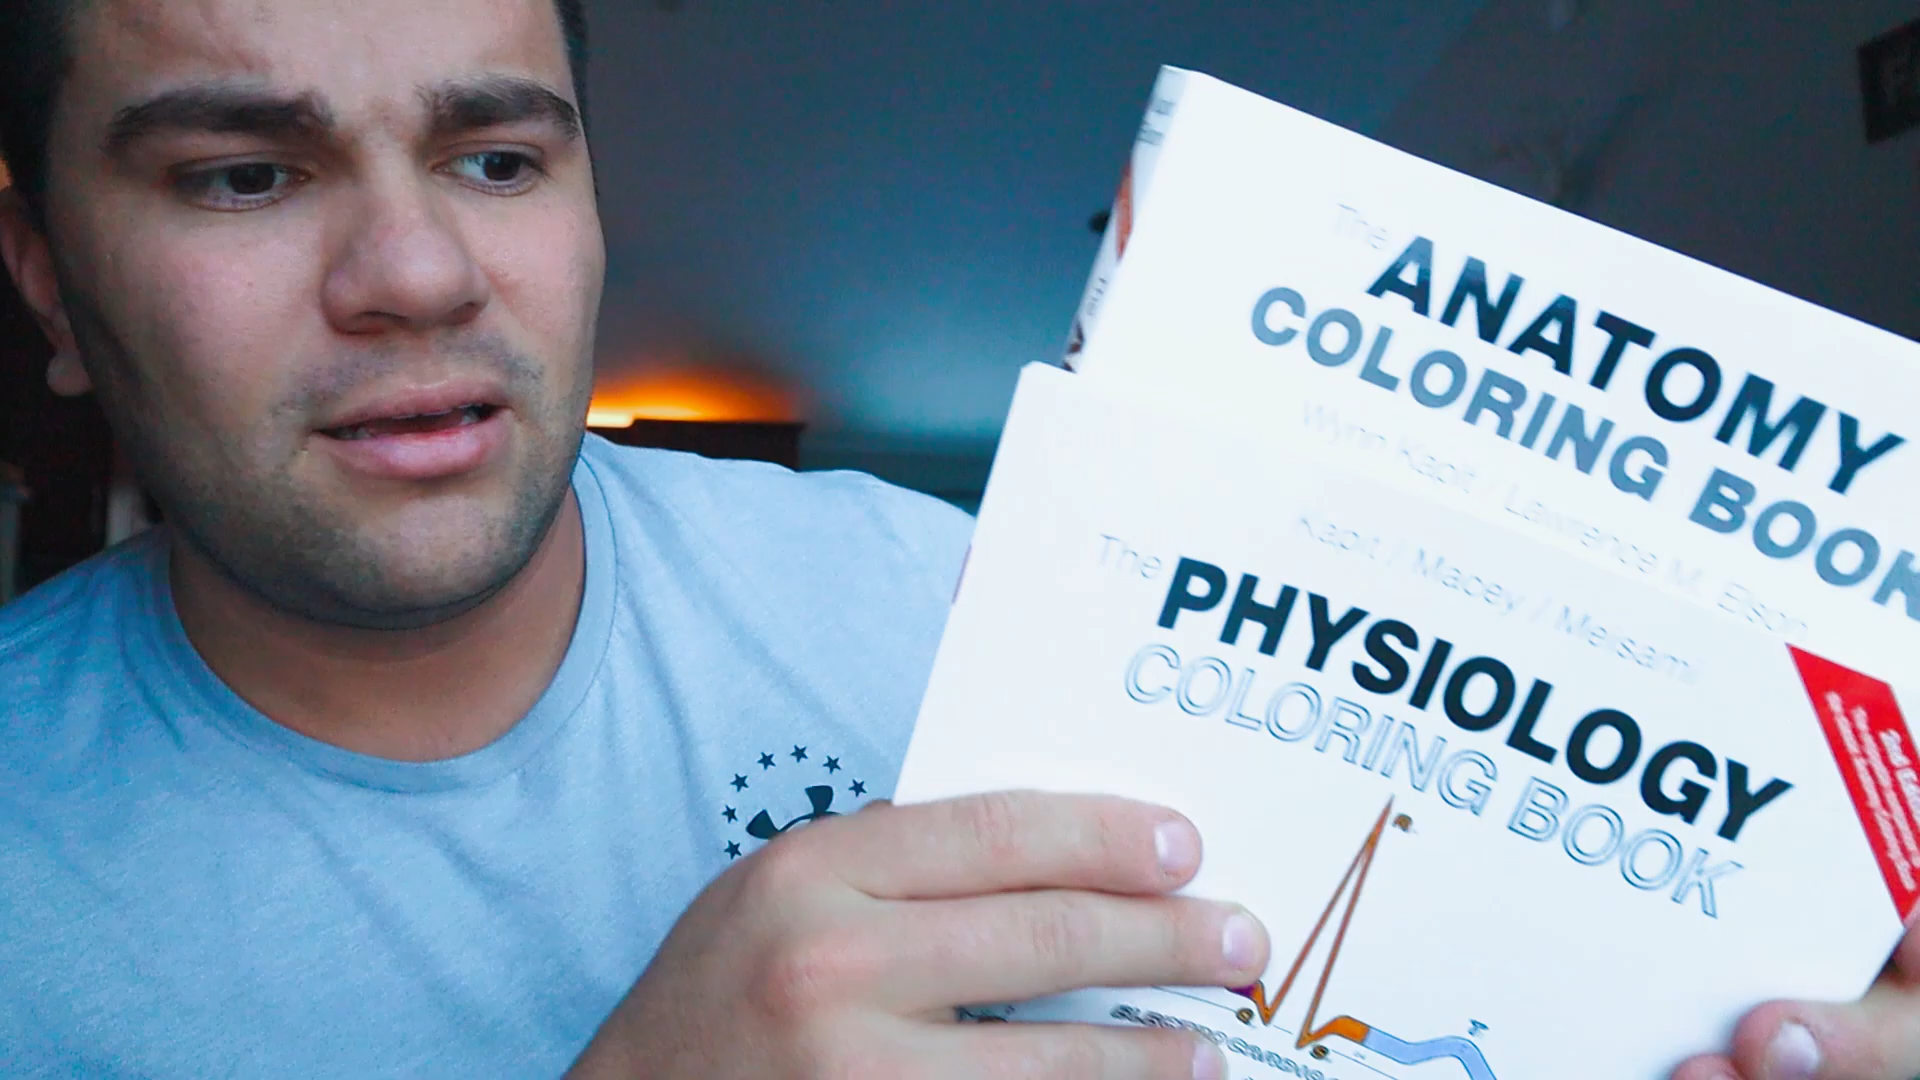 The ANATOMY
COLORING BOOK
Wynn Kapit / Lawrence M. Elson
Kapit / Macey / Meisami
The PHYSIOLOGY
COLORING BOOK
R
Q
S
T